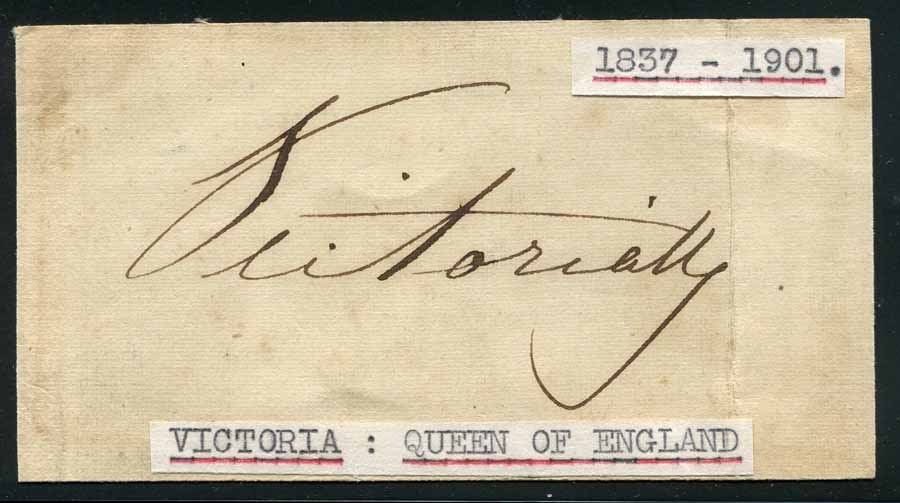 1837 - 1901.
Victoria R
VICTORIA : QUEEN OF ENGLAND